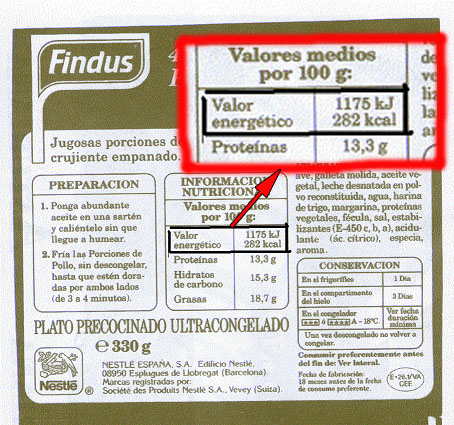 Findus
Valores medios
por 100 g:
Valor
energético
1175 kJ
282 kcal
Proteínas
13,3 g
Jugosas porciones
crujiente empanado.
PREPARACION
1. Ponga abundante
aceite en una sartén
y caliéntelo sin que
llegue a humear.
2. Fría las Porciones de
Pollo, sin descongelar,
hasta que estén dora-
das por ambos lados
(de 3 a 4 minutos).
INFORMACION
NUTRICIONAL
Valores medios
por 100 g:
Valor
energético
1175 kJ
282 kcal
Proteínas
13,3 g
Hidratos
de carbono
15,3 g
Grasas
18,7 g
ave, galleta molida, aceite ve-
getal, leche desnatada en pol-
vo reconstituida, agua, harina
de trigo, margarina, proteínas
vegetales, fécula, sal, estabi-
lizantes (E-450 c, b, a), acidu-
lante (ác. cítrico), especia,
aroma.
CONSERVACION
En el frigorífico
1 Día
En el compartimento
del hielo
3 Días
En el congelador
*** ó **** A –18°C
Ver fecha
duración
mínima
Una vez descongelado no volver a
congelar.
Consumir preferentemente antes
del fin de: Ver lateral.
Fecha de fabricación:
18 meses antes de la fecha
de consumo preferente.
E-26.1/VA
CEE
PLATO PRECOCINADO ULTRACONGELADO
℮ 330 g
Nestlé ®
NESTLÉ ESPAÑA, S.A. Edificio Nestlé,
08950 Esplugues de Llobregat (Barcelona).
Marcas registradas por:
Société des Produits Nestlé S.A., Vevey (Suiza).